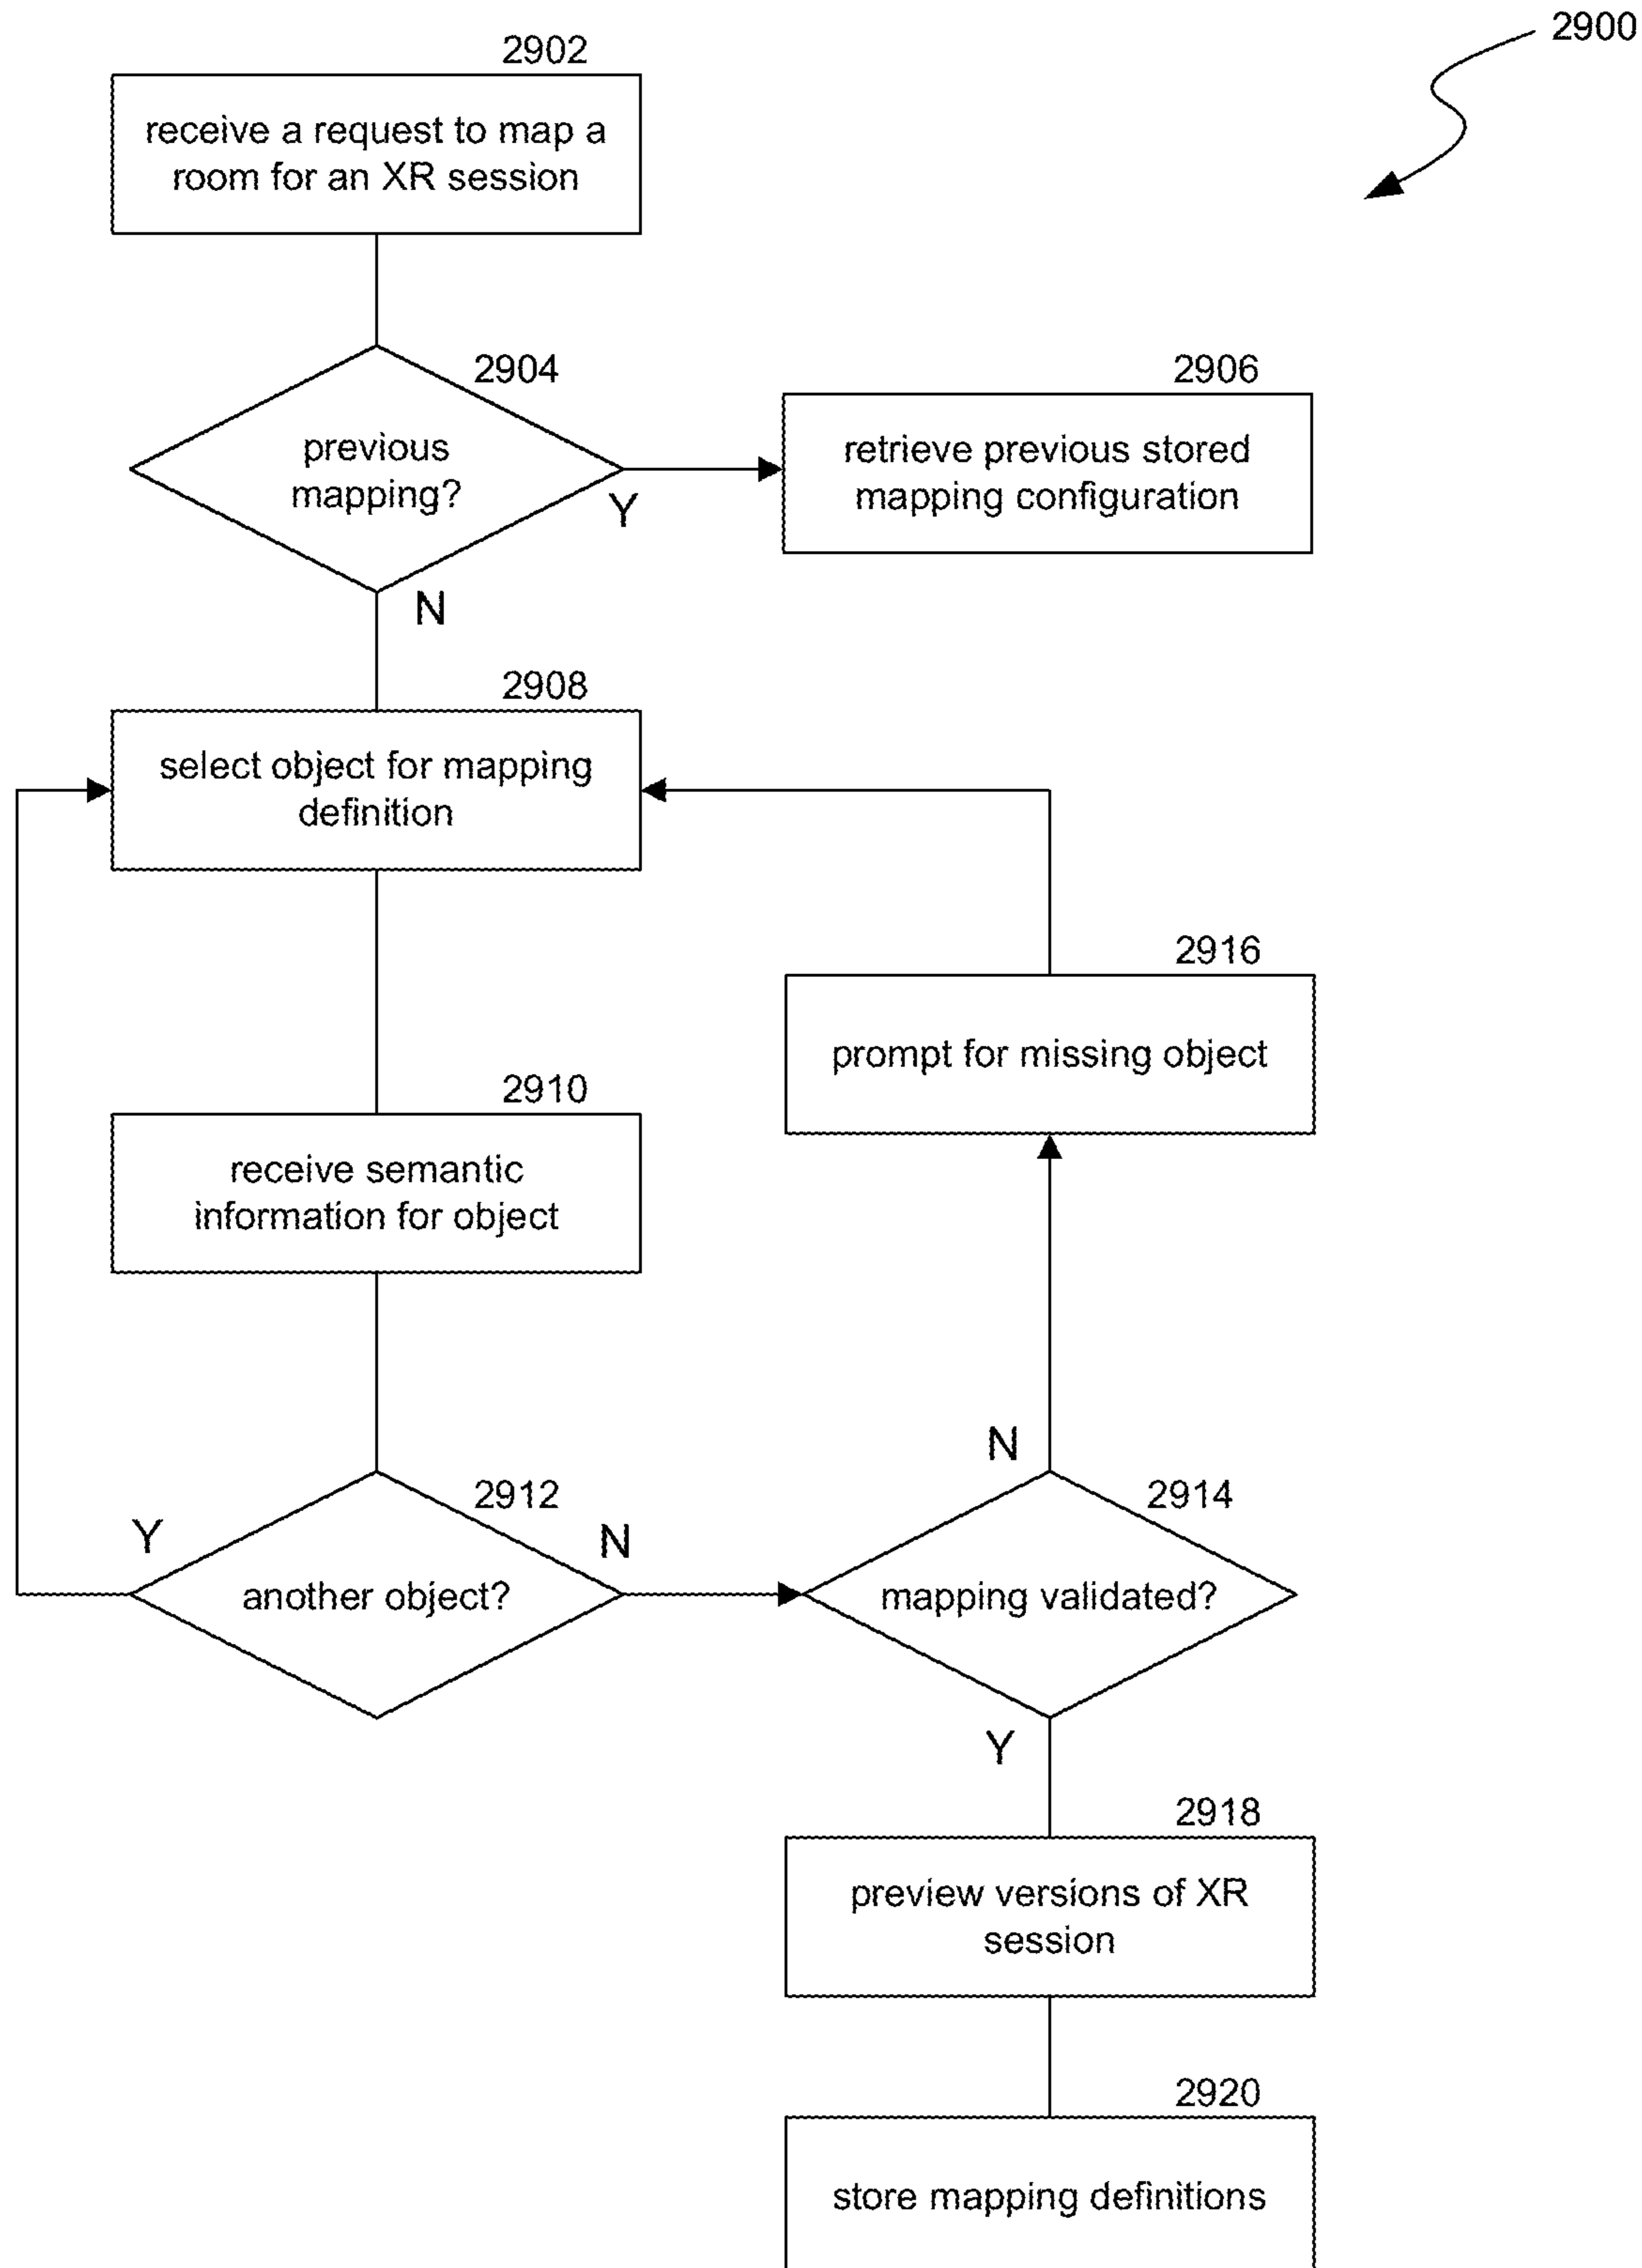 2900
2902
receive a request to map a
room for an XR session
2904
previous
mapping?
Y
N
2906
retrieve previous stored
mapping configuration
2908
select object for mapping
definition
2916
prompt for missing object
2910
receive semantic
information for object
2912
another object?
Y
N
2914
mapping validated?
N
Y
2918
preview versions of XR
session
2920
store mapping definitions